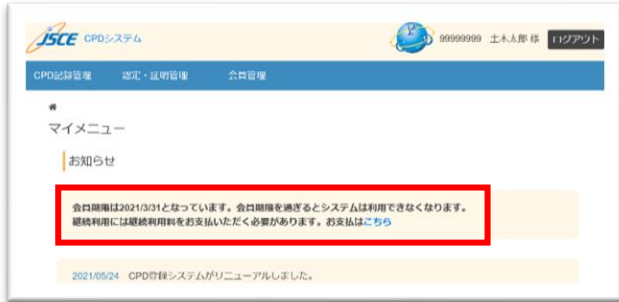 JSCE CPDシステム
99999999 土木太郎 様 ログアウト
CPD記録管理 認定・証明管理 会員管理
マイメニュー
お知らせ
会員期限は2021/3/31となっています。会員期限を過ぎるとシステムは利用できなくなります。
継続利用には継続利用料をお支払いただく必要があります。お支払はこちら
2021/05/24 CPD登録システムがリニューアルしました。